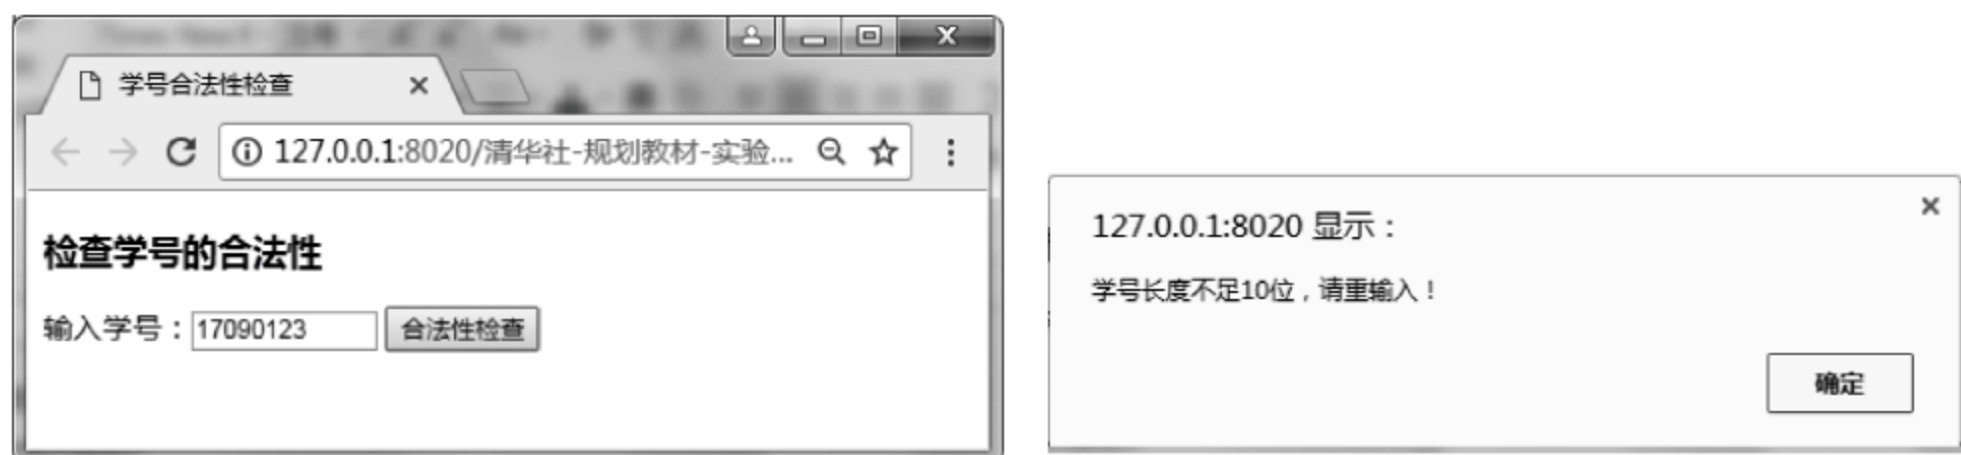 学号合法性检查
127.0.0.1:8020/清华社-规划教材-实验...
检查学号的合法性
输入学号：17090123 合法性检查
127.0.0.1:8020 显示：
学号长度不足10位，请重输入！
确定